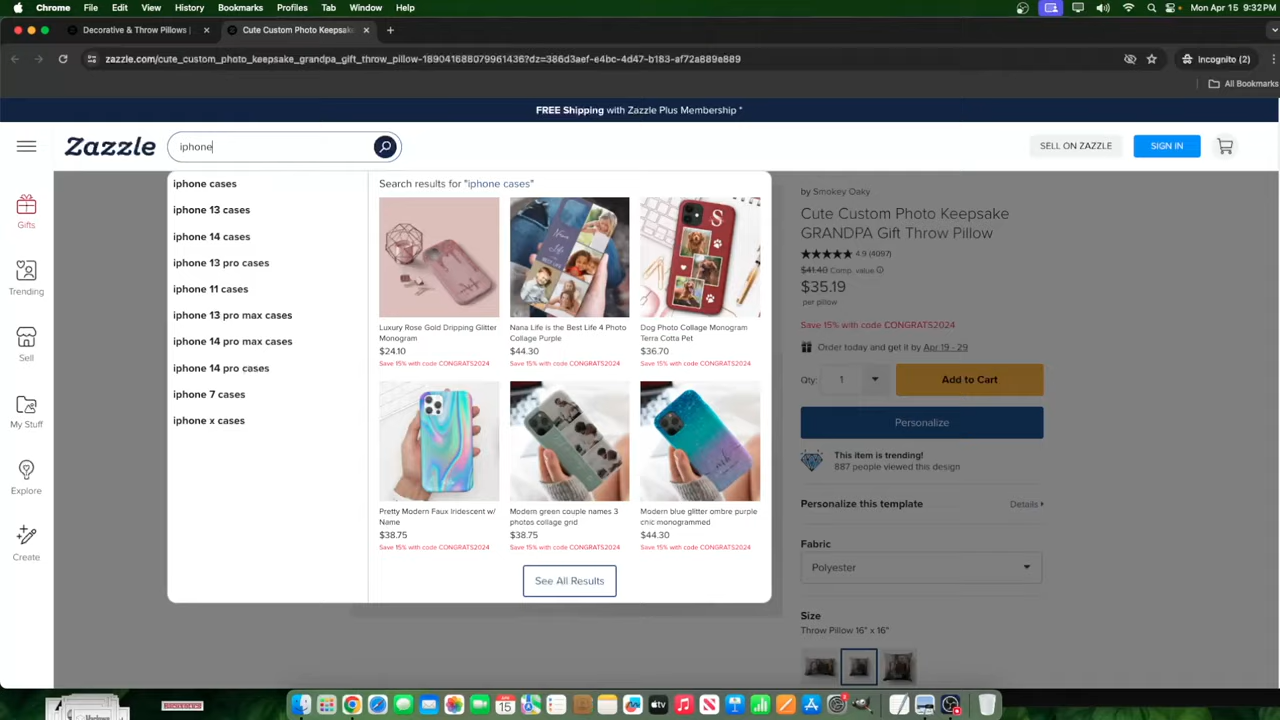 Chrome File Edit View History Bookmarks Profiles Tab Window Help Mon Apr 15 9:32PM
Decorative & Throw Pillows | Cute Custom Photo Keepsake
zazzle.com/cute_custom_photo_keepsake_grandpa_gift_throw_pillow-189041688079961436?dz=386d3aef-e4bc-4d47-b183-af72a889e889 Incognito (2)
All Bookmarks
FREE Shipping with Zazzle Plus Membership *
Zazzle iphone SELL ON ZAZZLE SIGN IN
Gifts
Trending
Sell
My Stuff
Explore
Create
iphone cases
iphone 13 cases
iphone 14 cases
iphone 13 pro cases
iphone 11 cases
iphone 13 pro max cases
iphone 14 pro max cases
iphone 14 pro cases
iphone 7 cases
iphone x cases
Search results for "iphone cases"
Luxury Rose Gold Dripping Glitter
Monogram
$24.10
Save 15% with code CONGRATS2024
Nana Life is the Best Life 4 Photo
Collage Purple
$44.30
Save 15% with code CONGRATS2024
Dog Photo Collage Monogram
Terra Cotta Pet
$36.70
Save 15% with code CONGRATS2024
Pretty Modern Faux Iridescent w/
Name
$38.75
Save 15% with code CONGRATS2024
Modern green couple names 3
photos collage grid
$38.75
Save 15% with code CONGRATS2024
Modern blue glitter ombre purple
chic monogrammed
$44.30
Save 15% with code CONGRATS2024
See All Results
by Smokey Oaky
Cute Custom Photo Keepsake
GRANDPA Gift Throw Pillow
4.9 (4097)
$41.40 Comp. value
$35.19
per pillow
Save 15% with code CONGRATS2024
Order today and get it by Apr 19 - 29
Qty: 1 Add to Cart
Personalize
This item is trending!
887 people viewed this design
Personalize this template Details
Fabric
Polyester
Size
Throw Pillow 16" x 16"